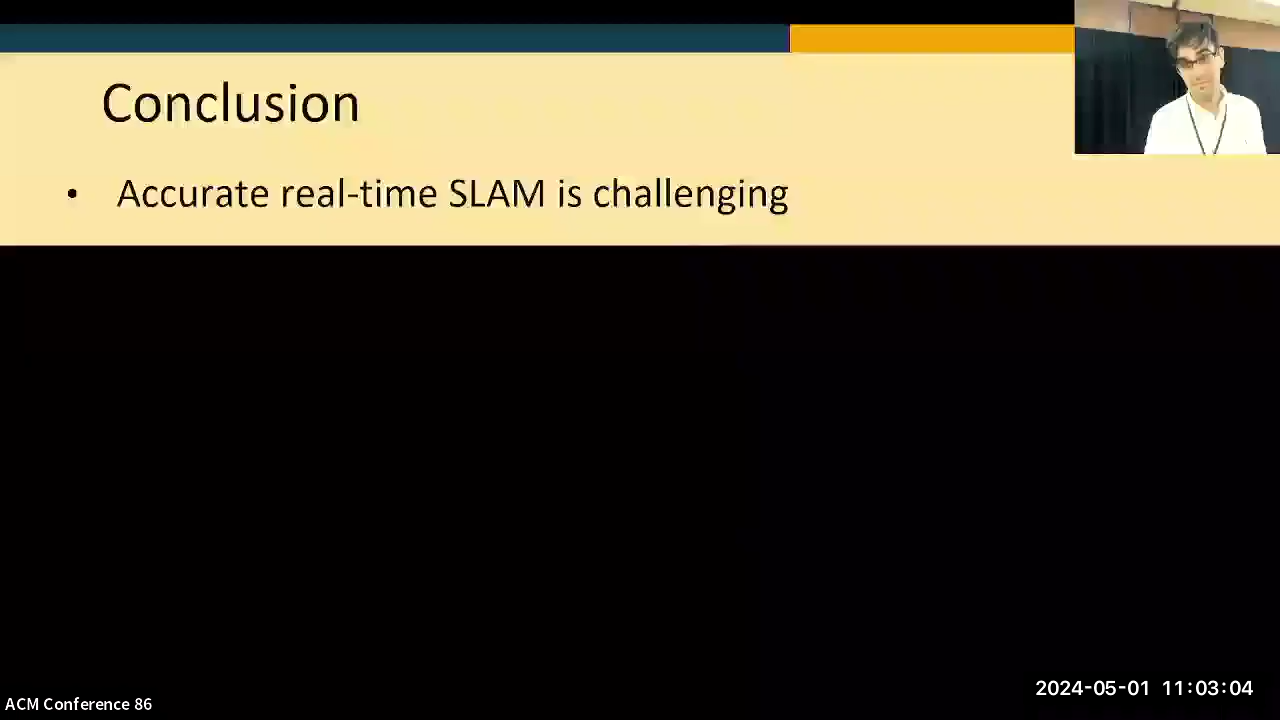 Conclusion
• Accurate real-time SLAM is challenging
2024-05-01 11:03:04
ACM Conference 86